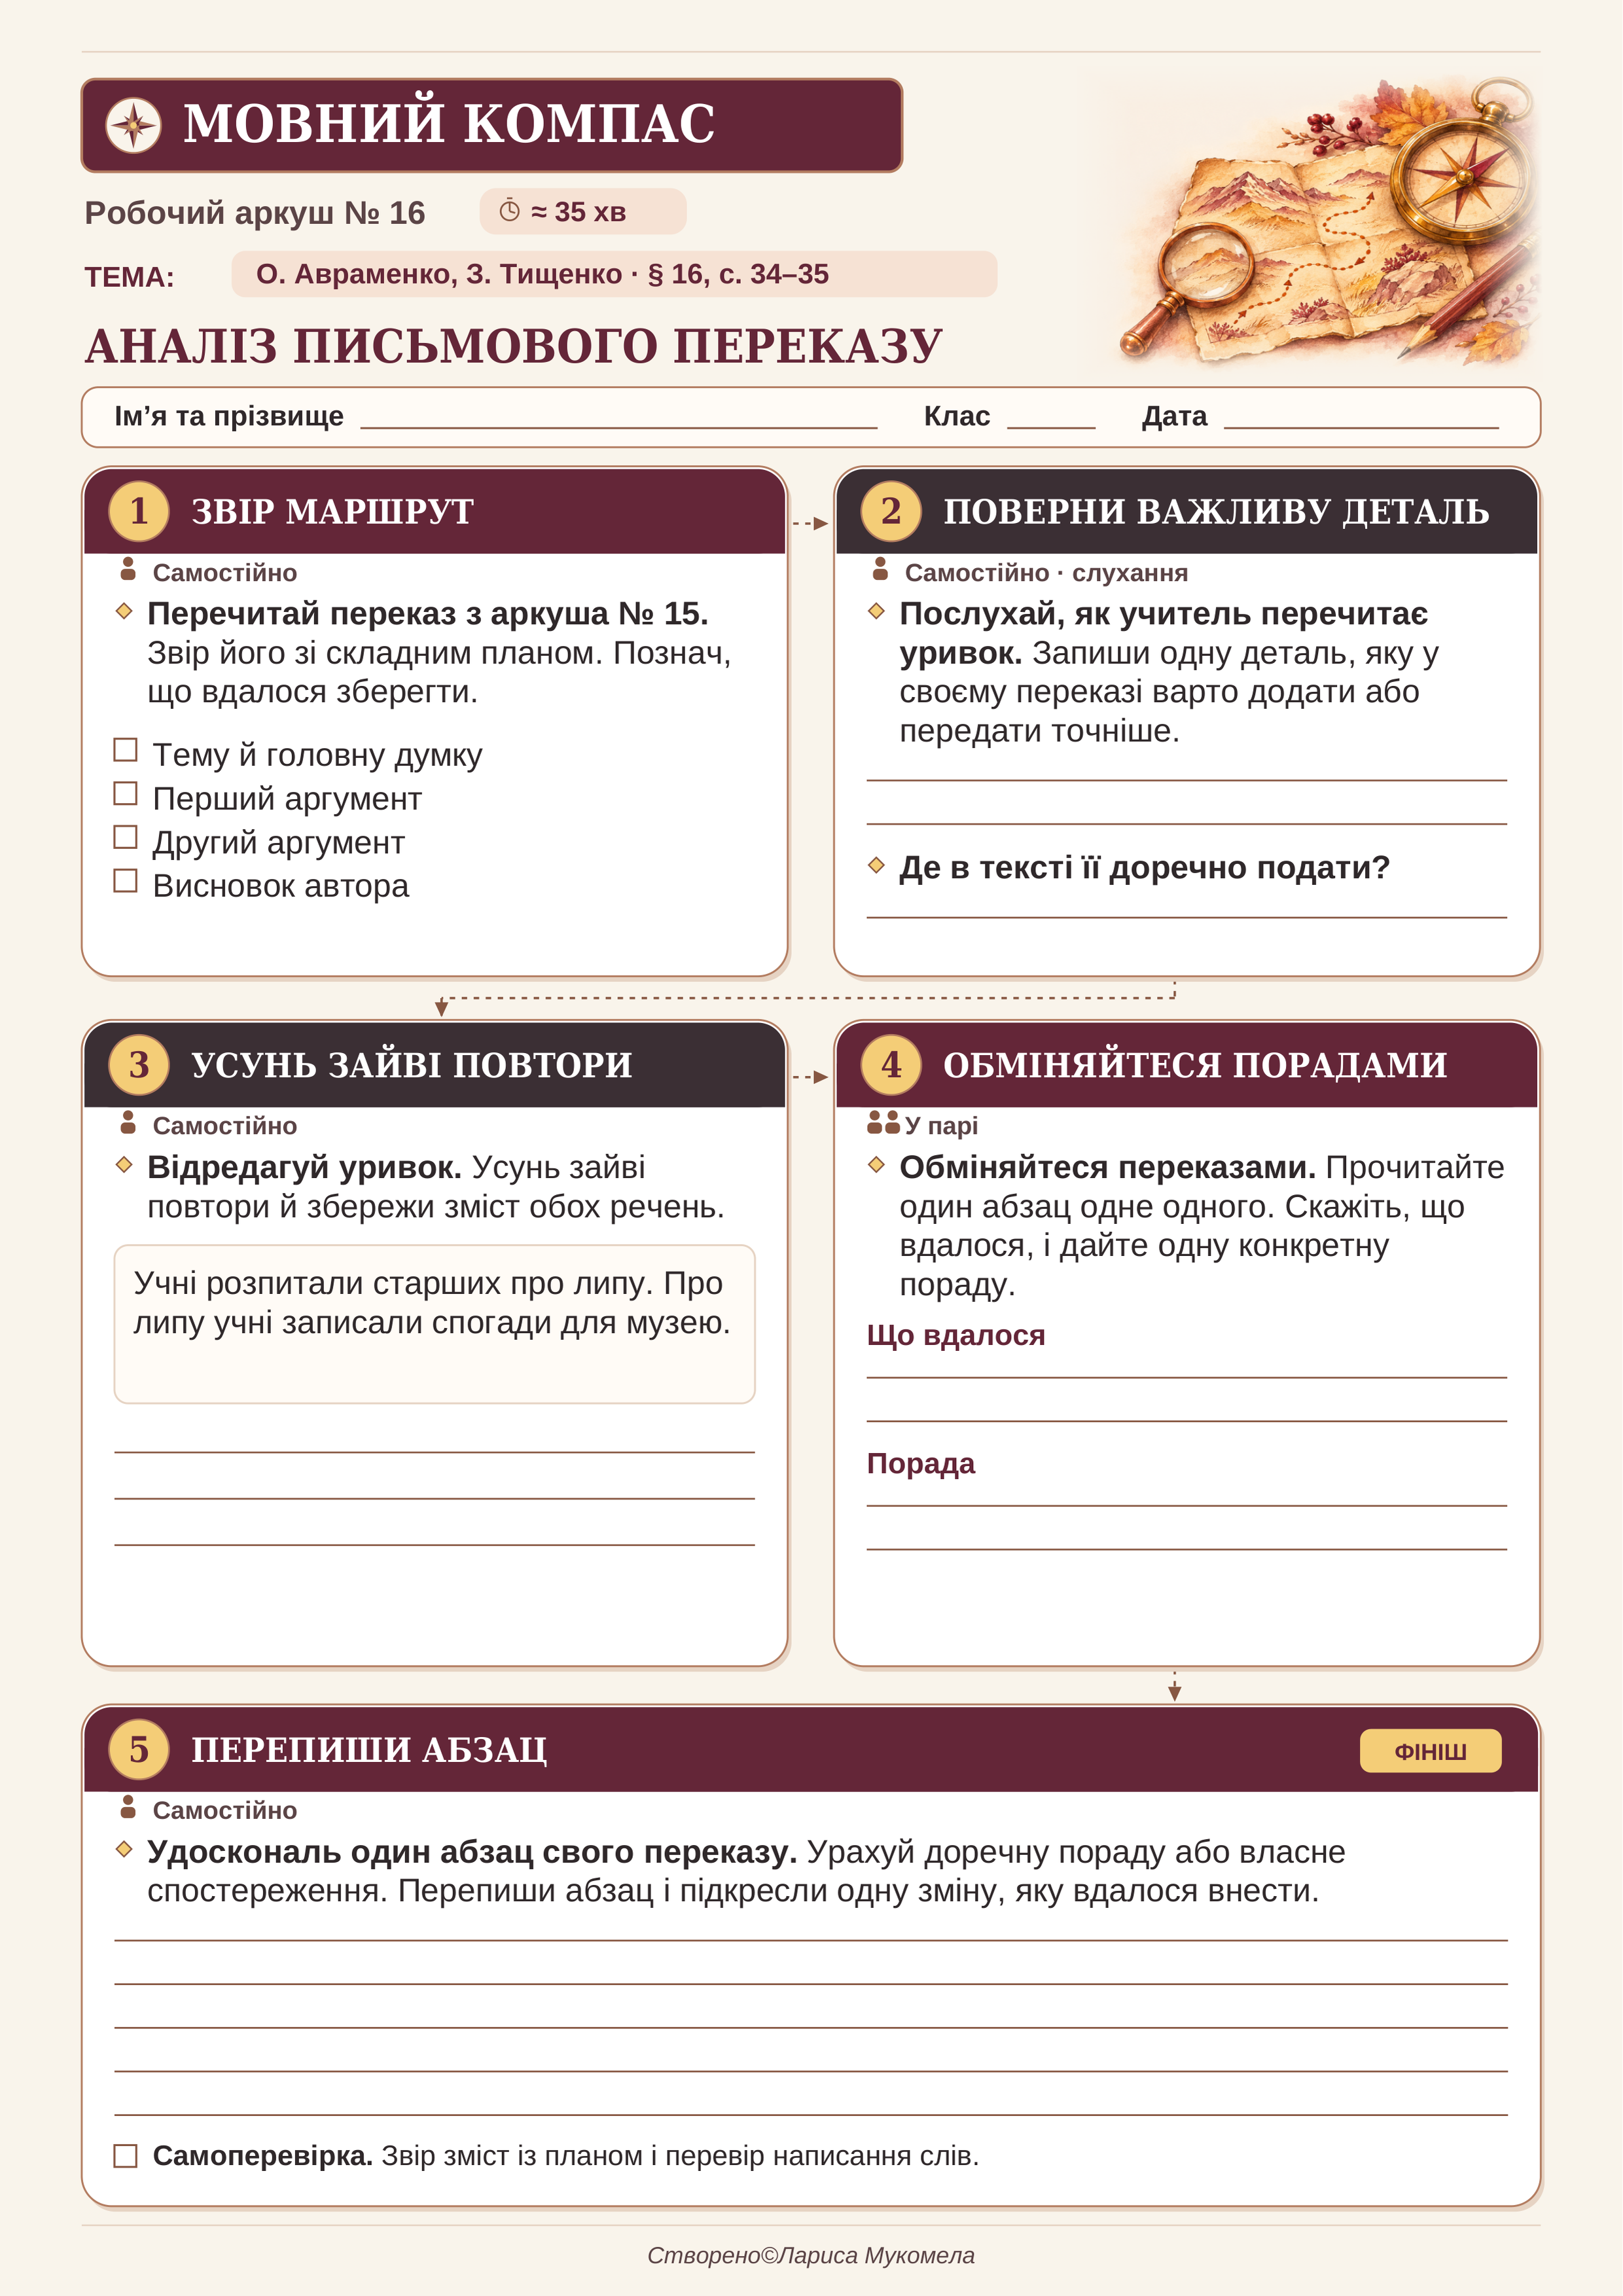 МОВНИЙ КОМПАС
Робочий аркуш № 16
≈ 35 хв
ТЕМА:
О. Авраменко, З. Тищенко · § 16, с. 34–35
АНАЛІЗ ПИСЬМОВОГО ПЕРЕКАЗУ
Ім’я та прізвище
Клас
Дата
1
ЗВІР МАРШРУТ
Самостійно
Перечитай переказ з аркуша № 15.
Звір його зі складним планом. Познач,
що вдалося зберегти.
Тему й головну думку
Перший аргумент
Другий аргумент
Висновок автора
2
ПОВЕРНИ ВАЖЛИВУ ДЕТАЛЬ
Самостійно · слухання
Послухай, як учитель перечитає
уривок. Запиши одну деталь, яку у
своєму переказі варто додати або
передати точніше.
Де в тексті її доречно подати?
3
УСУНЬ ЗАЙВІ ПОВТОРИ
Самостійно
Відредагуй уривок. Усунь зайві
повтори й збережи зміст обох речень.
Учні розпитали старших про липу. Про
липу учні записали спогади для музею.
4
ОБМІНЯЙТЕСЯ ПОРАДАМИ
У парі
Обміняйтеся переказами. Прочитайте
один абзац одне одного. Скажіть, що
вдалося, і дайте одну конкретну
пораду.
Що вдалося
Порада
5
ПЕРЕПИШИ АБЗАЦ
ФІНІШ
Самостійно
Удоскональ один абзац свого переказу. Урахуй доречну пораду або власне
спостереження. Перепиши абзац і підкресли одну зміну, яку вдалося внести.
Самоперевірка. Звір зміст із планом і перевір написання слів.
Створено©Лариса Мукомела